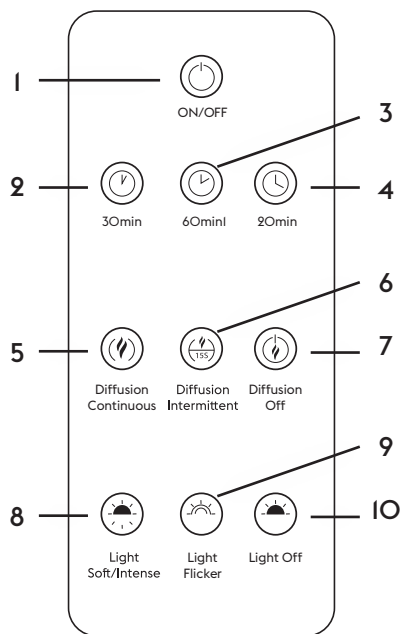 1
ON/OFF
3
2
4
30min
60minl
20min
6
5
7
15S
Diffusion
Continuous
Diffusion
Intermittent
Diffusion
Off
9
8
10
Light
Soft/Intense
Light
Flicker
Light Off